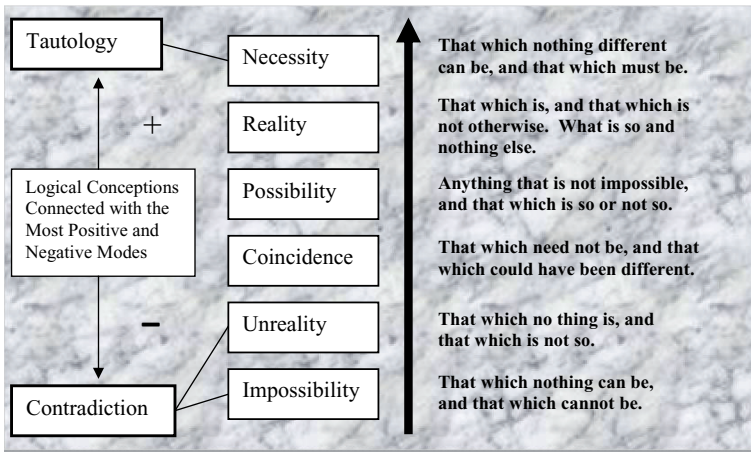 Tautology
Necessity
That which nothing different
can be, and that which must be.
+
Reality
That which is, and that which is
not otherwise. What is so and
nothing else.
Logical Conceptions
Connected with the
Most Positive and
Negative Modes
Possibility
Anything that is not impossible,
and that which is so or not so.
Coincidence
That which need not be, and that
which could have been different.
−
Unreality
That which no thing is, and
that which is not so.
Contradiction
Impossibility
That which nothing can be,
and that which cannot be.